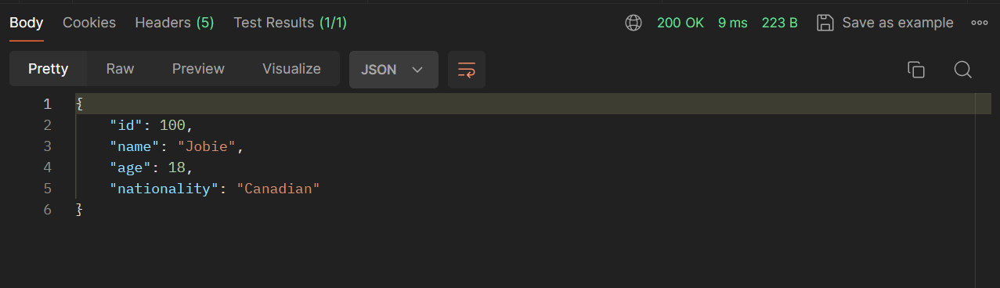 Body Cookies Headers (5) Test Results (1/1) 200 OK 9 ms 223 B Save as example
Pretty Raw Preview Visualize JSON
1 {
2 "id": 100,
3 "name": "Jobie",
4 "age": 18,
5 "nationality": "Canadian"
6 }